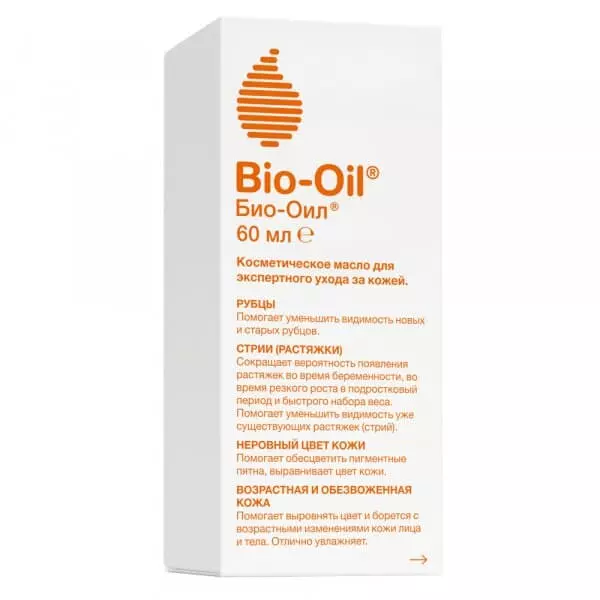 Bio-Oil®
Био-Оил®
60 мл ℮
Косметическое масло для
экспертного ухода за кожей.
РУБЦЫ
Помогает уменьшить видимость новых
и старых рубцов.
СТРИИ (РАСТЯЖКИ)
Сокращает вероятность появления
растяжек во время беременности, во
время резкого роста в подростковый
период и быстрого набора веса.
Помогает уменьшить видимость уже
существующих растяжек (стрий).
НЕРОВНЫЙ ЦВЕТ КОЖИ
Помогает обесцветить пигментные
пятна, выравнивает цвет кожи.
ВОЗРАСТНАЯ И ОБЕЗВОЖЕННАЯ
КОЖА
Помогает выровнять цвет и борется с
возрастными изменениями кожи лица
и тела. Отлично увлажняет.